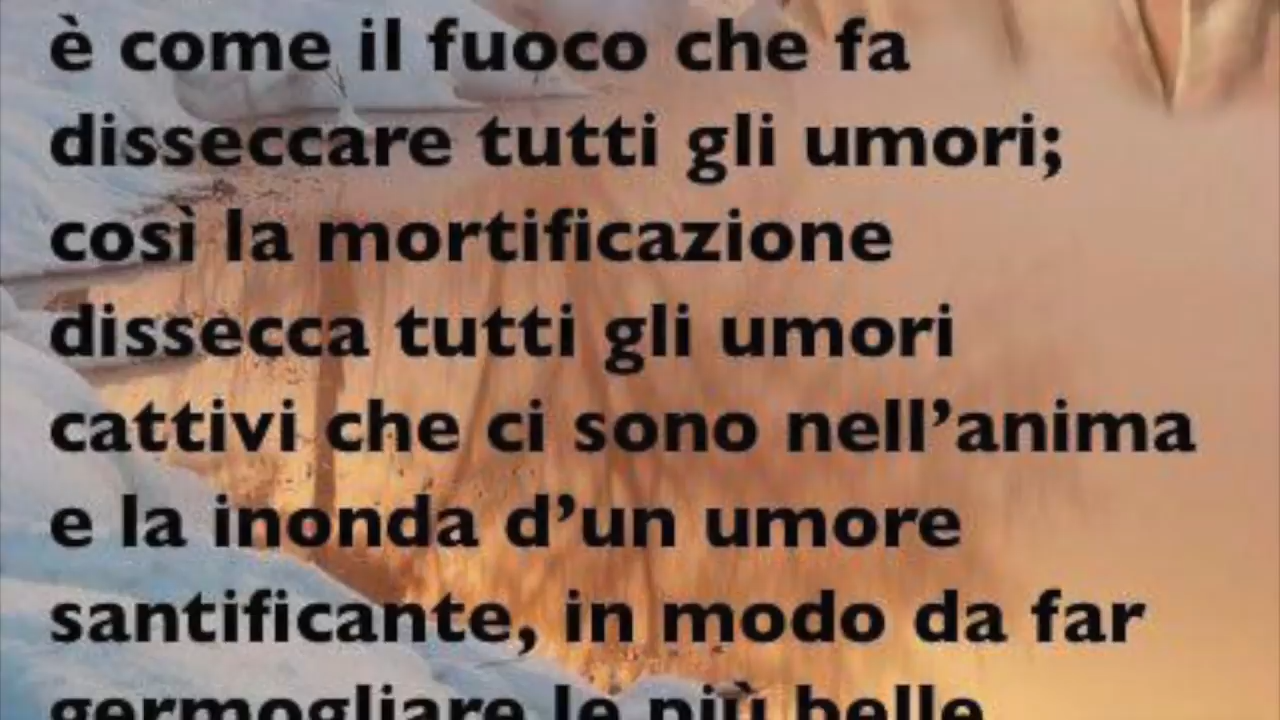 è come il fuoco che fa
disseccare tutti gli umori;
così la mortificazione
dissecca tutti gli umori
cattivi che ci sono nell’anima
e la inonda d’un umore
santificante, in modo da far
germogliare le più belle